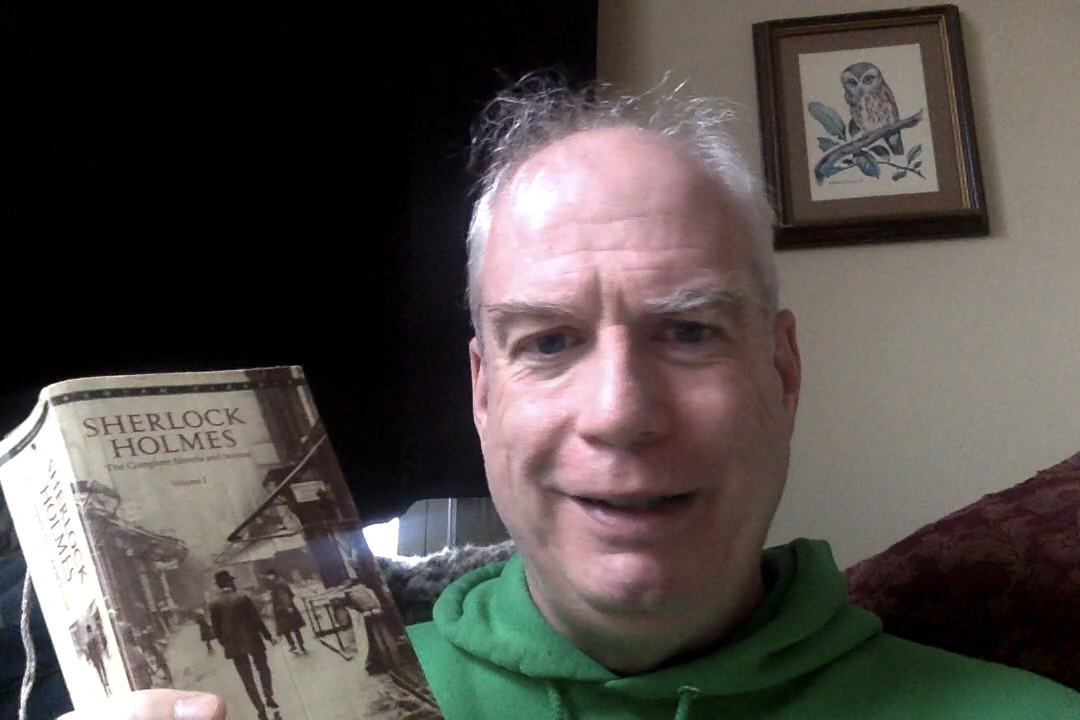 SHERLOCK
HOLMES
The Complete Novels and Stories
Volume I
SHERLOCK
HOLMES